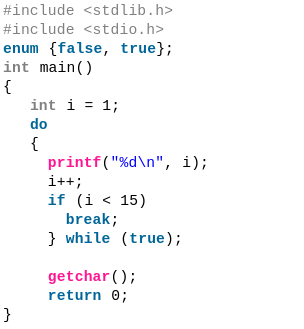 #include <stdlib.h>
#include <stdio.h>
enum {false, true};
int main()
{
   int i = 1;
   do
   {
     printf("%d\n", i);
     i++;
     if (i < 15)
       break;
     } while (true);

     getchar();
     return 0;
}